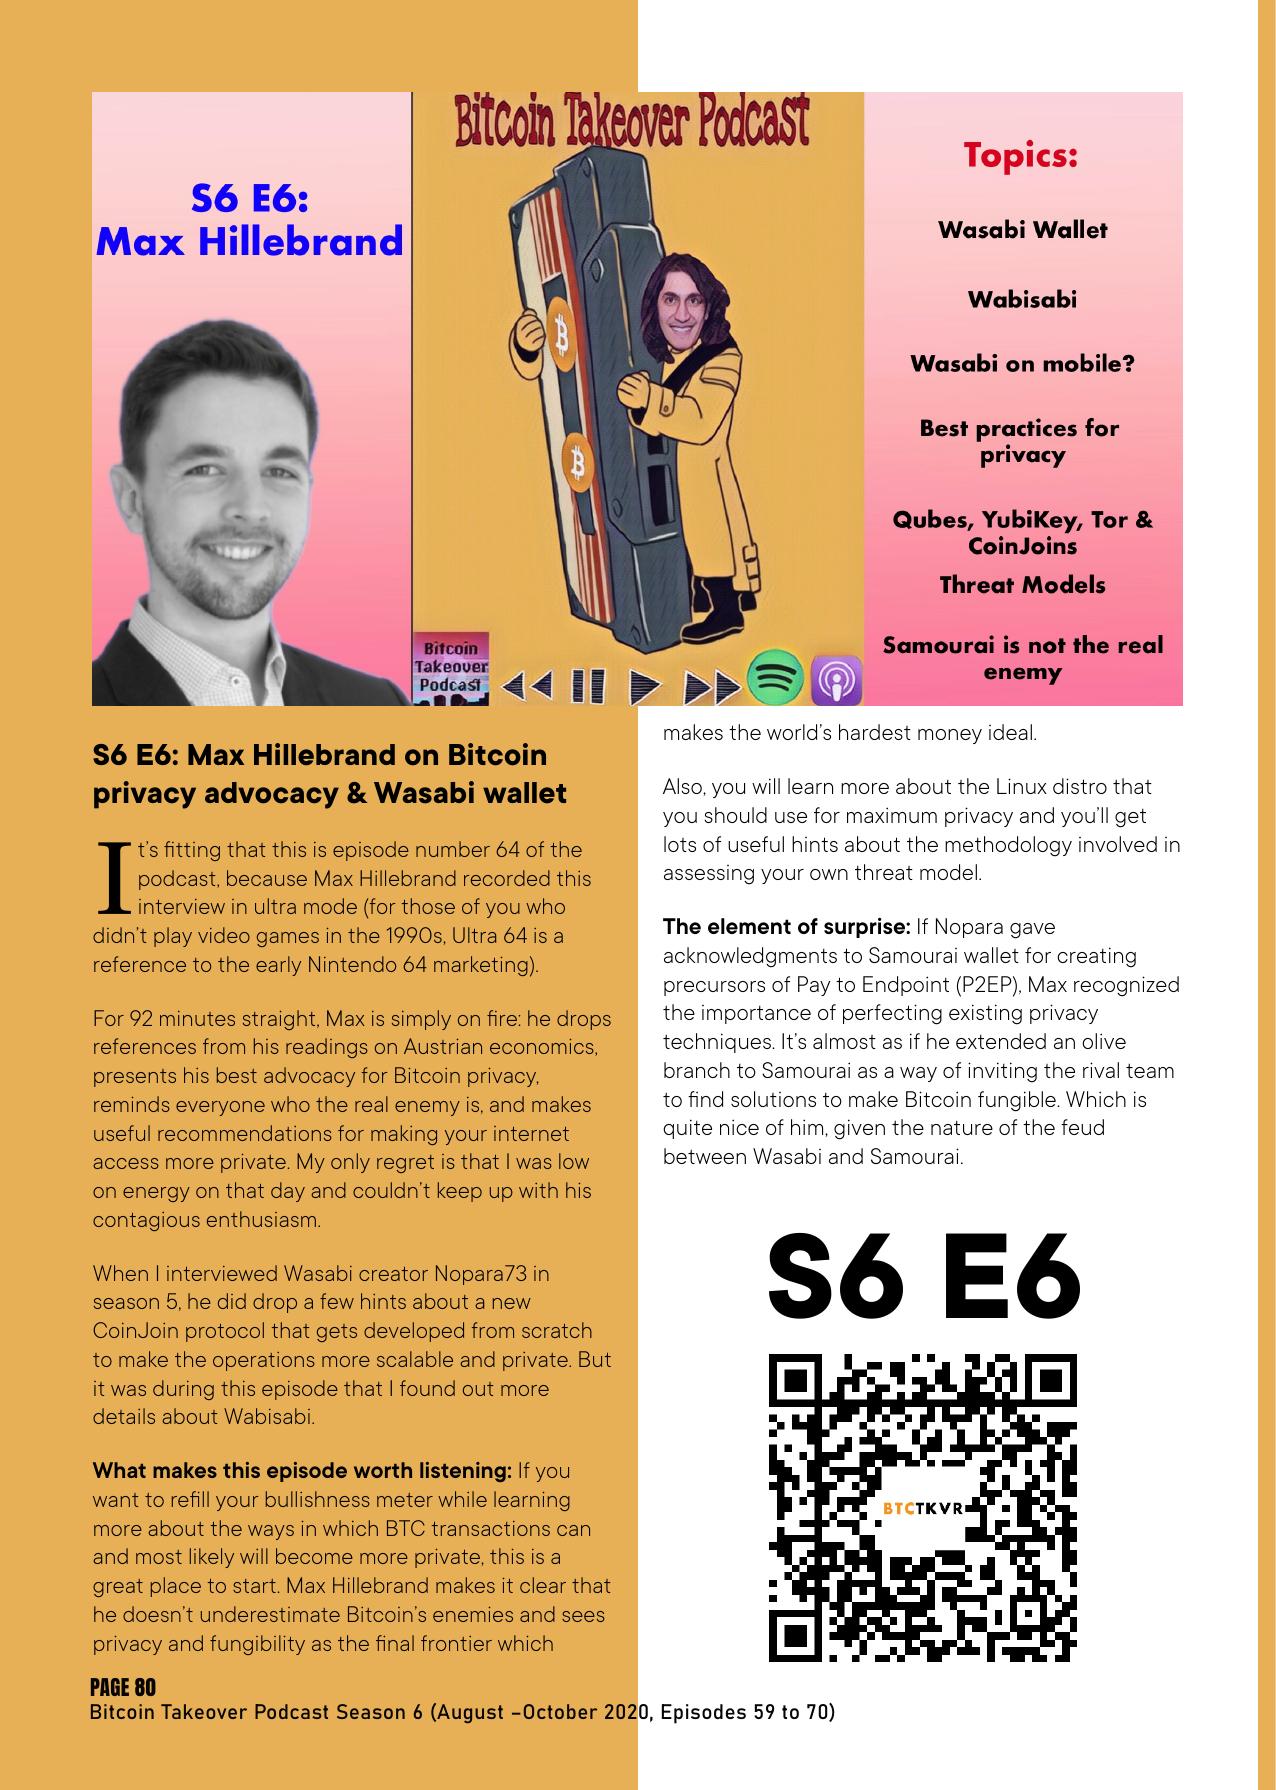 S6 E6:
Max Hillebrand
Bitcoin Takeover Podcast
Bitcoin
Takeover
Podcast
Topics:
Wasabi Wallet
Wabisabi
Wasabi on mobile?
Best practices for
privacy
Qubes, YubiKey, Tor &
CoinJoins
Threat Models
Samourai is not the real
enemy
S6 E6: Max Hillebrand on Bitcoin
privacy advocacy & Wasabi wallet
It's fitting that this is episode number 64 of the
podcast, because Max Hillebrand recorded this
interview in ultra mode (for those of you who
didn't play video games in the 1990s, Ultra 64 is a
reference to the early Nintendo 64 marketing).
For 92 minutes straight, Max is simply on fire: he drops
references from his readings on Austrian economics,
presents his best advocacy for Bitcoin privacy,
reminds everyone who the real enemy is, and makes
useful recommendations for making your internet
access more private. My only regret is that I was low
on energy on that day and couldn't keep up with his
contagious enthusiasm.
When I interviewed Wasabi creator Nopara73 in
season 5, he did drop a few hints about a new
CoinJoin protocol that gets developed from scratch
to make the operations more scalable and private. But
it was during this episode that I found out more
details about Wabisabi.
What makes this episode worth listening: If you
want to refill your bullishness meter while learning
more about the ways in which BTC transactions can
and most likely will become more private, this is a
great place to start. Max Hillebrand makes it clear that
he doesn't underestimate Bitcoin's enemies and sees
privacy and fungibility as the final frontier which
makes the world's hardest money ideal.
Also, you will learn more about the Linux distro that
you should use for maximum privacy and you'll get
lots of useful hints about the methodology involved in
assessing your own threat model.
The element of surprise: If Nopara gave
acknowledgments to Samourai wallet for creating
precursors of Pay to Endpoint (P2EP), Max recognized
the importance of perfecting existing privacy
techniques. It's almost as if he extended an olive
branch to Samourai as a way of inviting the rival team
to find solutions to make Bitcoin fungible. Which is
quite nice of him, given the nature of the feud
between Wasabi and Samourai.
S6 E6
BTCTKVR
PAGE 80
Bitcoin Takeover Podcast Season 6 (August –October 2020, Episodes 59 to 70)